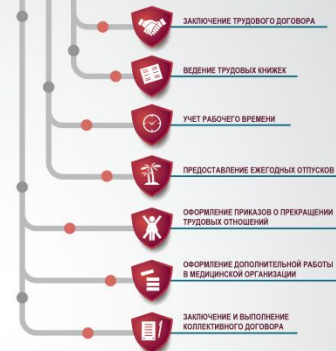 ЗАКЛЮЧЕНИЕ ТРУДОВОГО ДОГОВОРА
ВЕДЕНИЕ ТРУДОВЫХ КНИЖЕК
УЧЕТ РАБОЧЕГО ВРЕМЕНИ
ПРЕДОСТАВЛЕНИЕ ЕЖЕГОДНЫХ ОТПУСКОВ
ОФОРМЛЕНИЕ ПРИКАЗОВ О ПРЕКРАЩЕНИИ
ТРУДОВЫХ ОТНОШЕНИЙ
ОФОРМЛЕНИЕ ДОПОЛНИТЕЛЬНОЙ РАБОТЫ
В МЕДИЦИНСКОЙ ОРГАНИЗАЦИИ
ЗАКЛЮЧЕНИЕ И ВЫПОЛНЕНИЕ
КОЛЛЕКТИВНОГО ДОГОВОРА